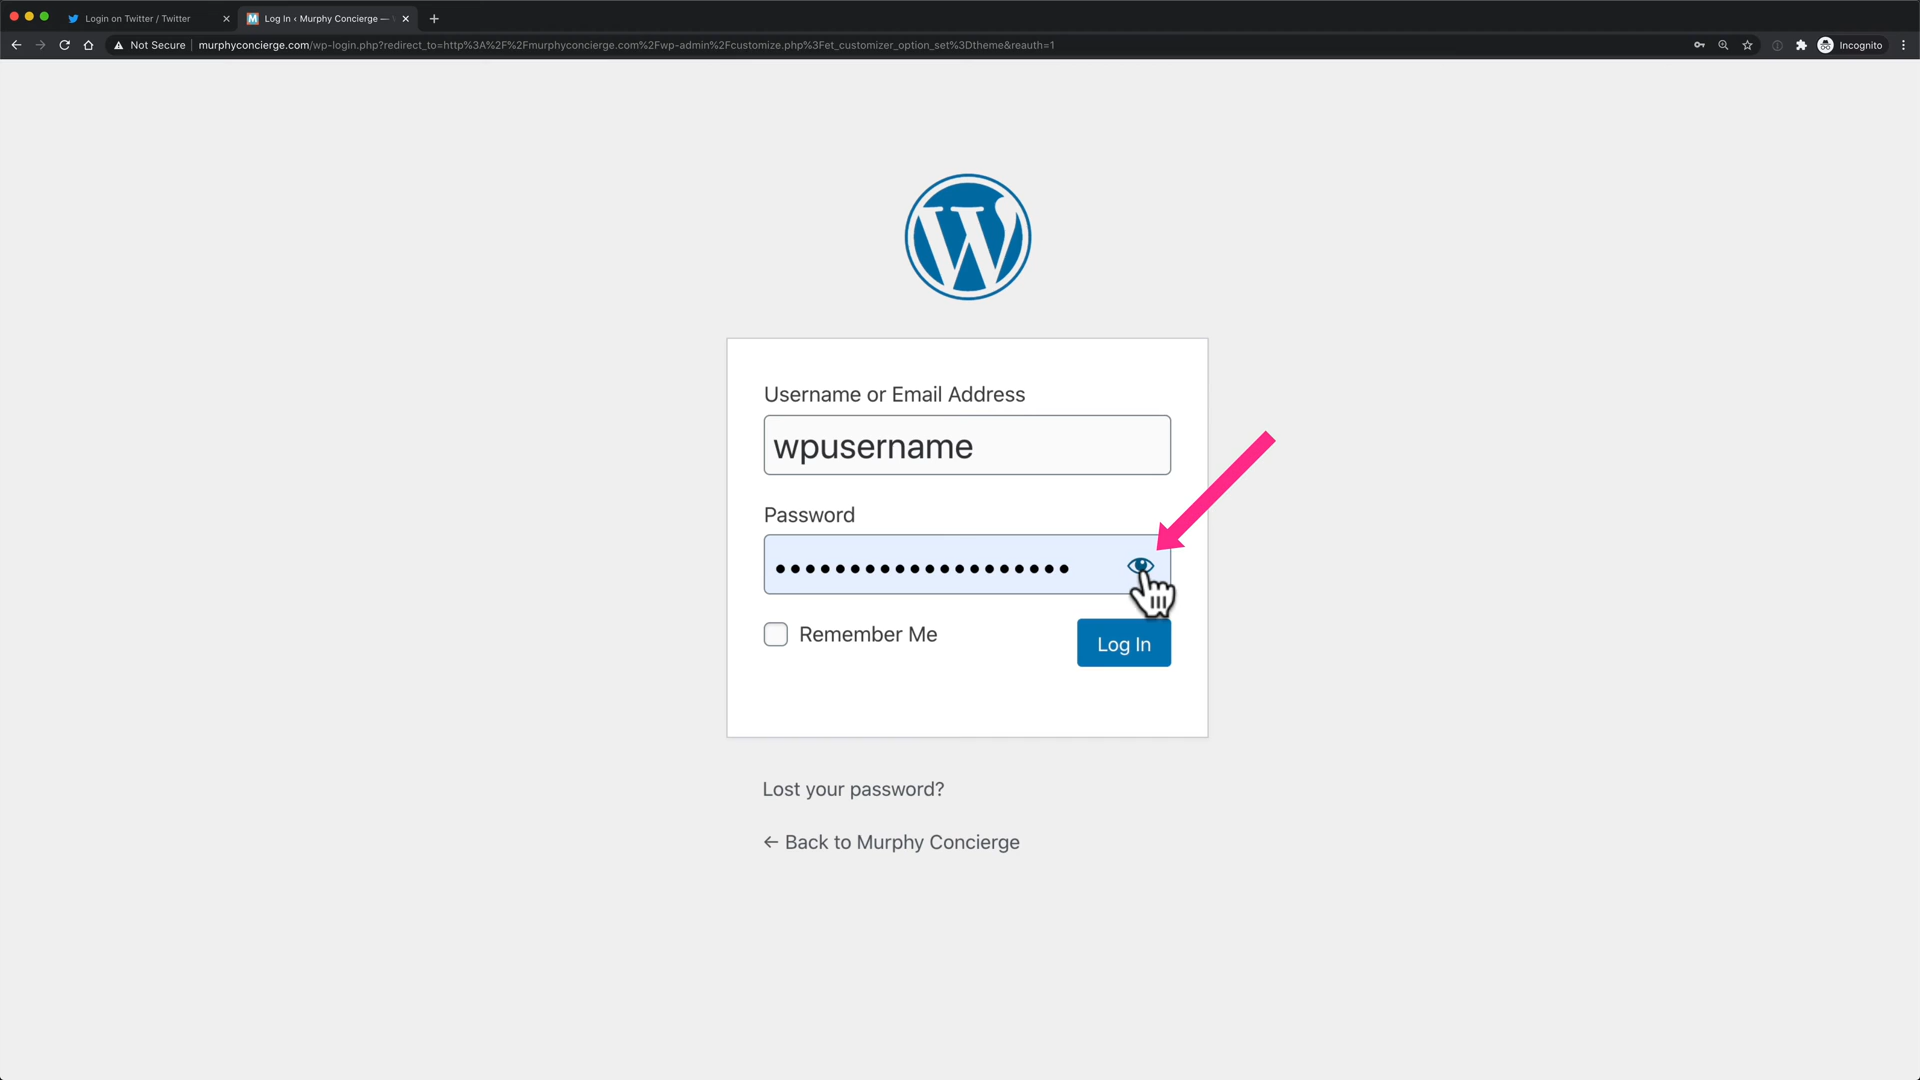 Login on Twitter / Twitter
Log In ‹ Murphy Concierge —
Not Secure
murphyconcierge.com/wp-login.php?redirect_to=http%3A%2F%2Fmurphyconcierge.com%2Fwp-admin%2Fcustomize.php%3Fet_customizer_option_set%3Dtheme&reauth=1
Incognito
Username or Email Address
wpusername
Password
Remember Me
Log In
Lost your password?
← Back to Murphy Concierge